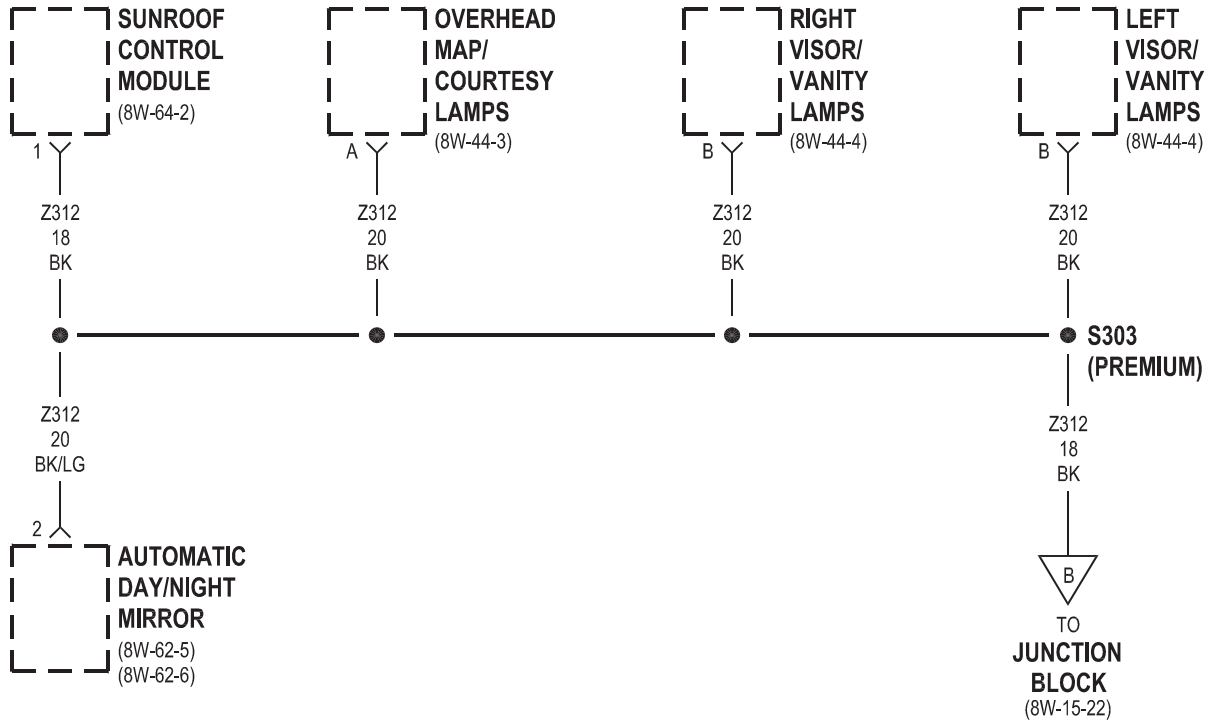 SUNROOF
CONTROL
MODULE
(8W-64-2)
OVERHEAD
MAP/
COURTESY
LAMPS
(8W-44-3)
RIGHT
VISOR/
VANITY
LAMPS
(8W-44-4)
LEFT
VISOR/
VANITY
LAMPS
(8W-44-4)
1
A
B
B
Z312
18
BK
Z312
20
BK
Z312
20
BK
Z312
20
BK
S303
(PREMIUM)
Z312
20
BK/LG
Z312
18
BK
2
AUTOMATIC
DAY/NIGHT
MIRROR
(8W-62-5)
(8W-62-6)
B
TO
JUNCTION
BLOCK
(8W-15-22)